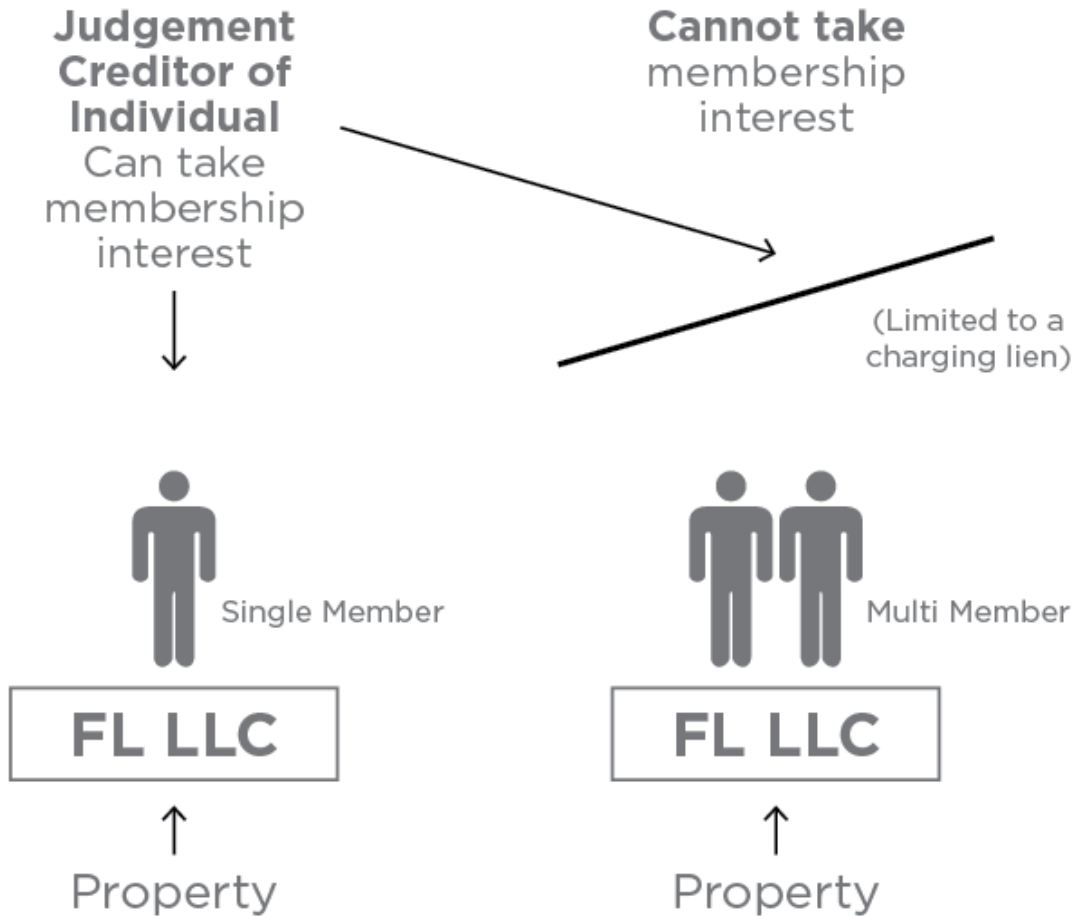 Judgement
Creditor of
Individual
Can take
membership
interest
Cannot take
membership
interest
(Limited to a
charging lien)
Single Member
Multi Member
FL LLC
FL LLC
Property
Property